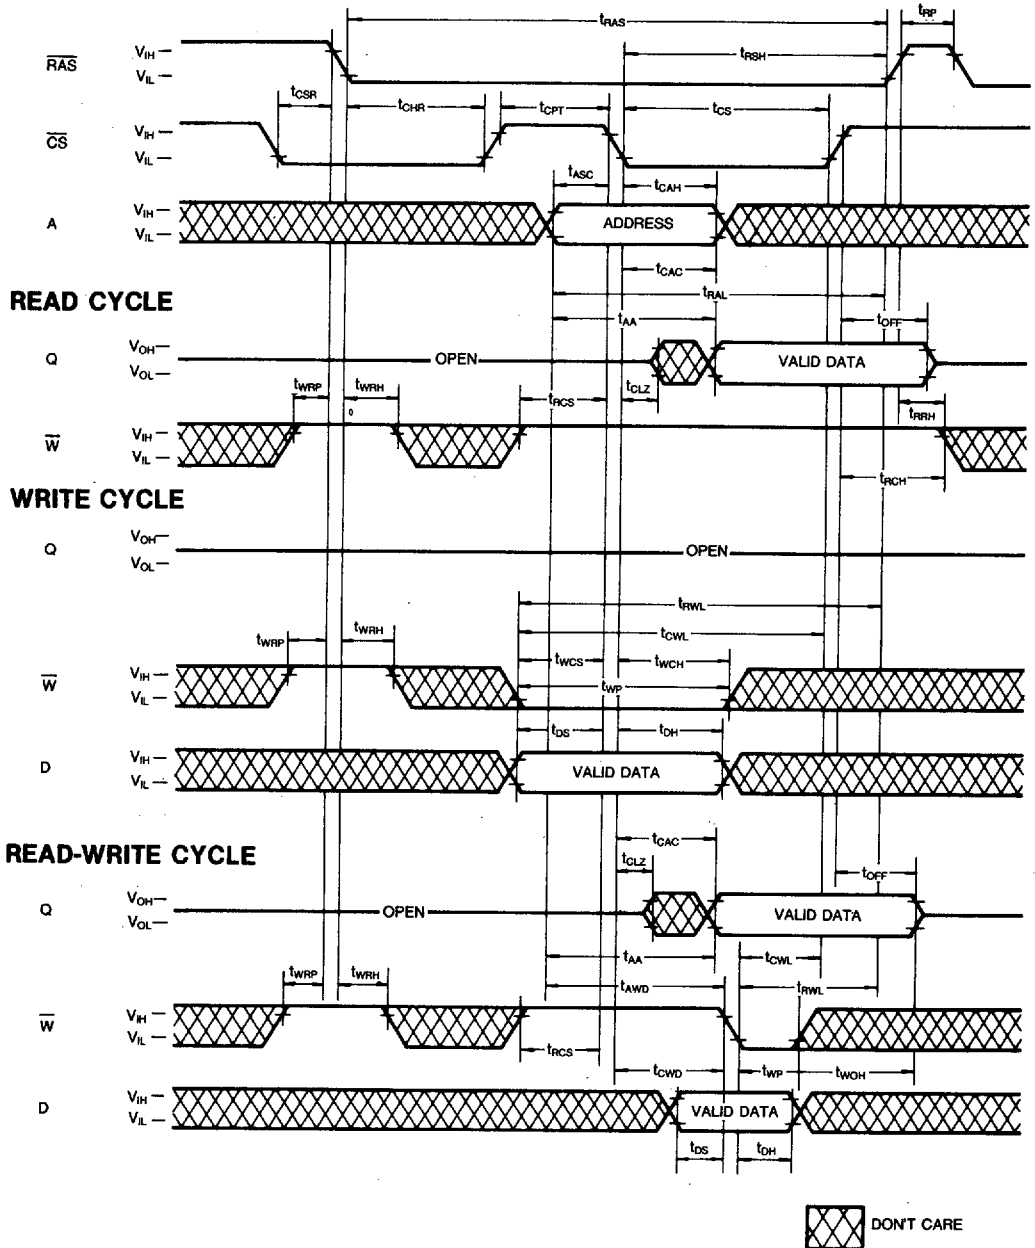 tRAS
tRP
RAS
VIH
VIL
tRSH
tCSR
tCHR
tCPT
tCS
CS
VIH
VIL
tASC
tCAH
A
VIH
VIL
ADDRESS
tCAC
tRAL
READ CYCLE
tAA
tOFF
Q
VOH
VOL
OPEN
VALID DATA
tWRP
tWRH
tRCS
tCLZ
tRRH
W
VIH
VIL
tRCH
WRITE CYCLE
Q
VOH
VOL
OPEN
tRWL
tCWL
tWRP
tWRH
tWCS
tWCH
W
VIH
VIL
tWP
tDS
tDH
D
VIH
VIL
VALID DATA
tCAC
READ-WRITE CYCLE
tCLZ
tOFF
Q
VOH
VOL
OPEN
VALID DATA
tAA
tCWL
tWRP
tWRH
tAWD
tRWL
W
VIH
VIL
tRCS
tCWD
tWP
tWOH
D
VIH
VIL
VALID DATA
tDS
tDH
DON'T CARE